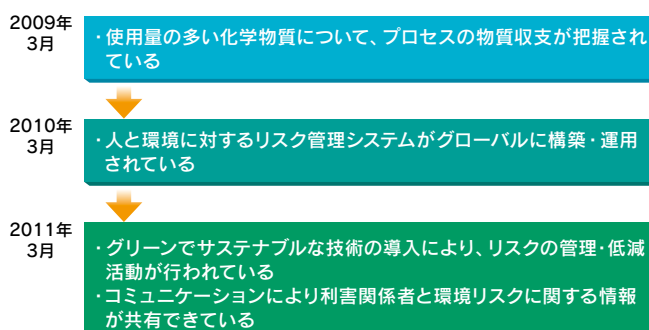 2009年
3月
・使用量の多い化学物質について、プロセスの物質収支が把握され
ている
2010年
3月
・人と環境に対するリスク管理システムがグローバルに構築・運用
されている
2011年
3月
・グリーンでサステナブルな技術の導入により、リスクの管理・低減
活動が行われている
・コミュニケーションにより利害関係者と環境リスクに関する情報
が共有できている